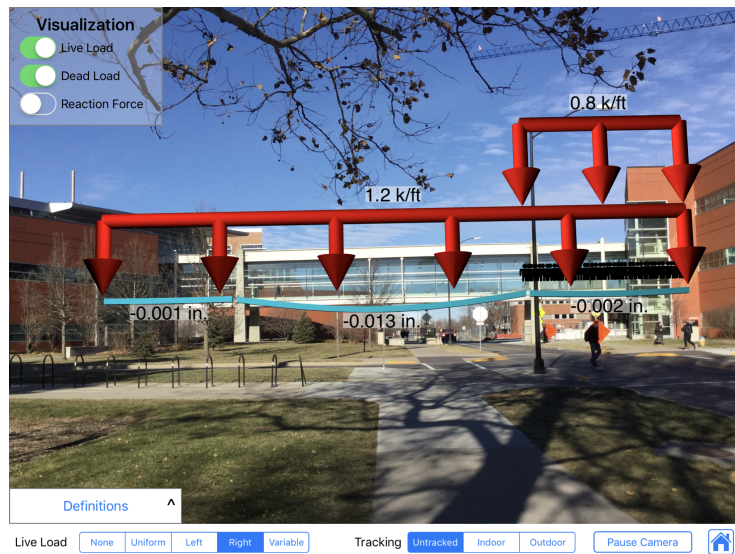 Visualization
Live Load
Dead Load
Reaction Force
0.8 k/ft
1.2 k/ft
-0.001 in.
-0.013 in.
-0.002 in.
Definitions ^
Live Load None Uniform Left Right Variable Tracking Untracked Indoor Outdoor Pause Camera